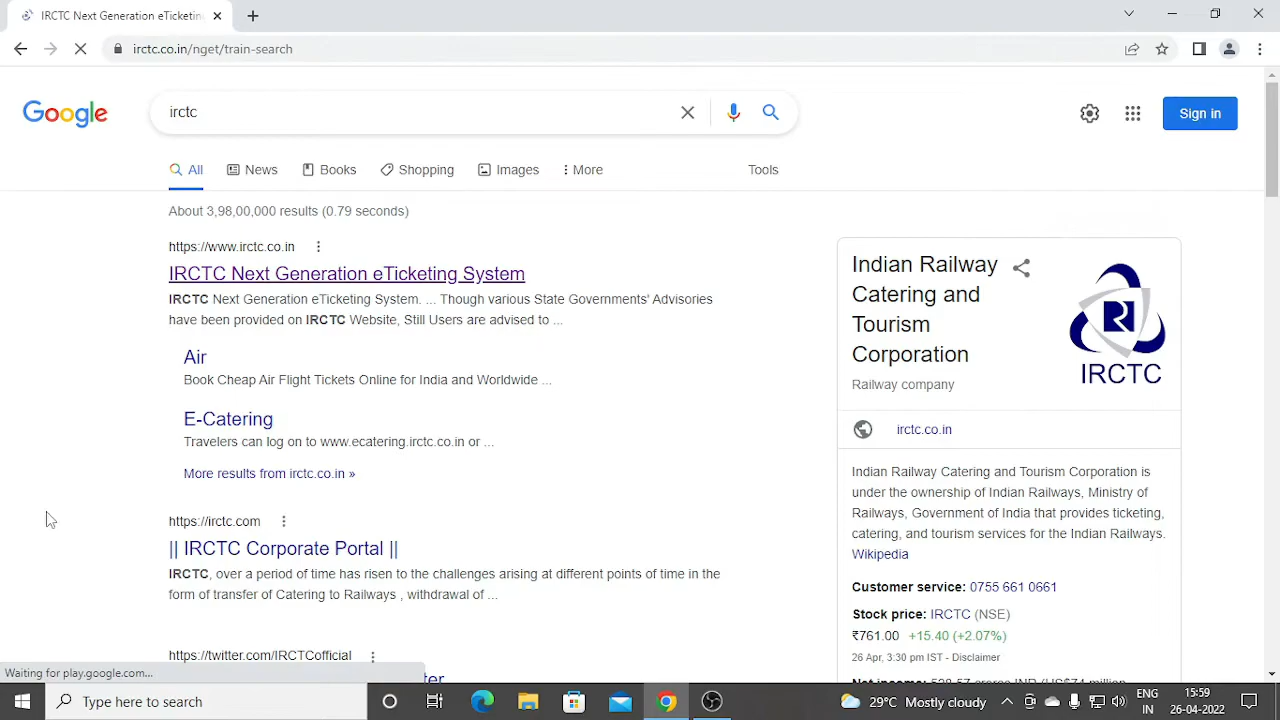 IRCTC Next Generation eTicketing
irctc.co.in/nget/train-search
Google
irctc
Sign in
All
News
Books
Shopping
Images
More
Tools
About 3,98,00,000 results (0.79 seconds)
https://www.irctc.co.in
IRCTC Next Generation eTicketing System
IRCTC Next Generation eTicketing System. ... Though various State Governments' Advisories
have been provided on IRCTC Website, Still Users are advised to ...
Air
Book Cheap Air Flight Tickets Online for India and Worldwide ...
E-Catering
Travelers can log on to www.ecatering.irctc.co.in or ...
More results from irctc.co.in »
https://irctc.com
|| IRCTC Corporate Portal ||
IRCTC, over a period of time has risen to the challenges arising at different points of time in the
form of transfer of Catering to Railways , withdrawal of ...
https://twitter.com/IRCTCofficial
Indian Railway
Catering and
Tourism
Corporation
Railway company
IRCTC
irctc.co.in
Indian Railway Catering and Tourism Corporation is
under the ownership of Indian Railways, Ministry of
Railways, Government of India that provides ticketing,
catering, and tourism services for the Indian Railways.
Wikipedia
Customer service: 0755 661 0661
Stock price: IRCTC (NSE)
₹761.00 +15.40 (+2.07%)
26 Apr, 3:30 pm IST - Disclaimer
Waiting for play.google.com...
Type here to search
29°C Mostly cloudy
ENG
IN
15:59
26-04-2022